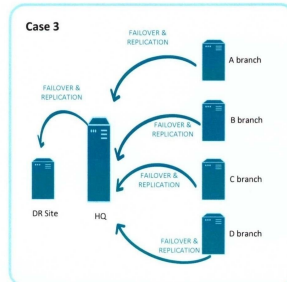 Case 3
FAILOVER &
REPLICATION
A branch
FAILOVER &
REPLICATION
B branch
FAILOVER &
REPLICATION
C branch
FAILOVER &
REPLICATION
DR Site
HQ
D branch
FAILOVER &
REPLICATION